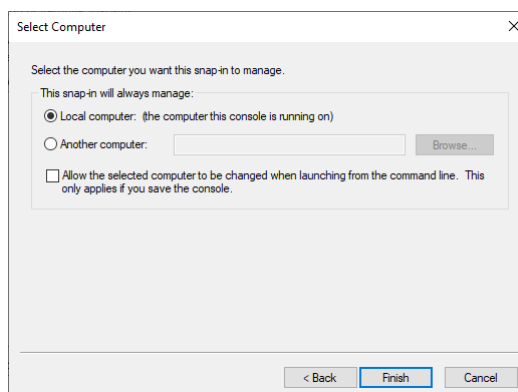 Select Computer
Select the computer you want this snap-in to manage.
This snap-in will always manage:
Local computer: (the computer this console is running on)
Another computer:
Browse...
Allow the selected computer to be changed when launching from the command line. This
only applies if you save the console.
< Back
Finish
Cancel